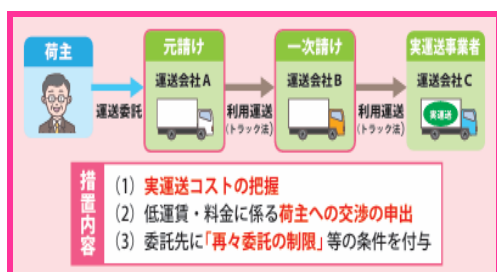 荷主
元請け
一次請け
実運送事業者
運送会社A
運送会社B
運送会社C
実運送
運送委託
利用運送
(トラック法)
利用運送
(トラック法)
措置内容
(1) 実運送コストの把握
(2) 低運賃・料金に係る荷主への交渉の申出
(3) 委託先に「再々委託の制限」等の条件を付与